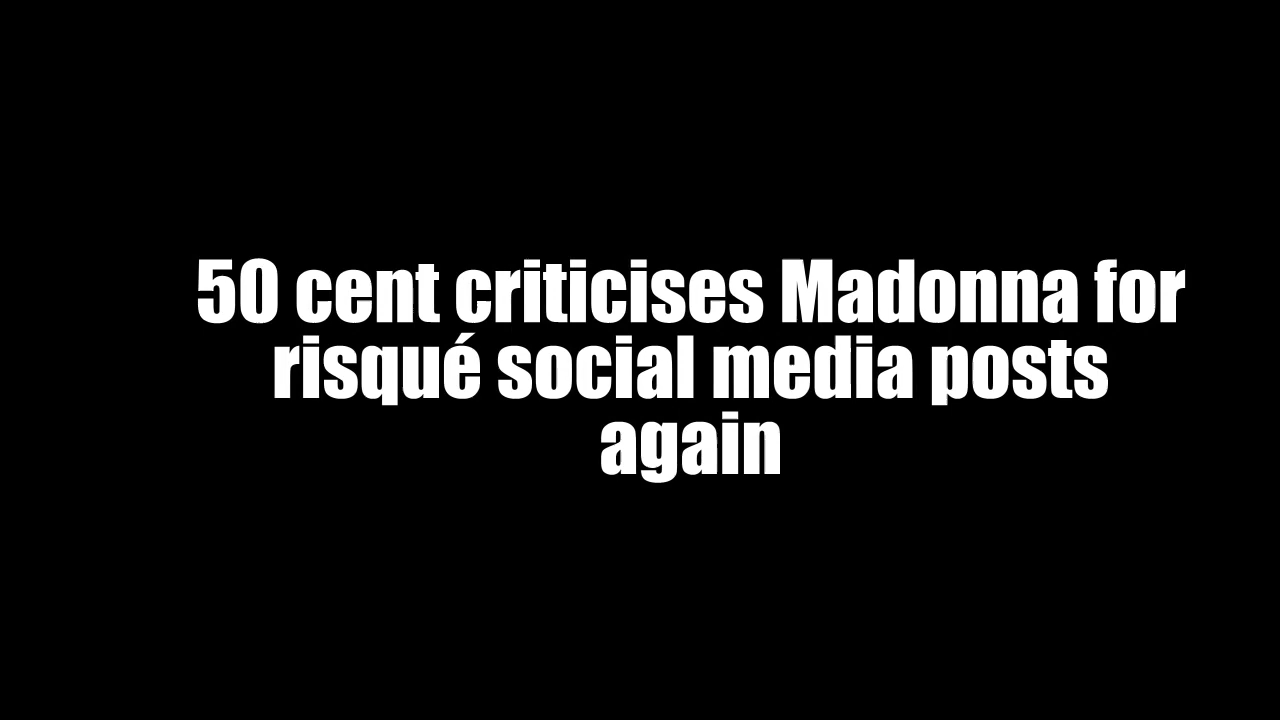 50 cent criticises Madonna for
risqué social media posts
again